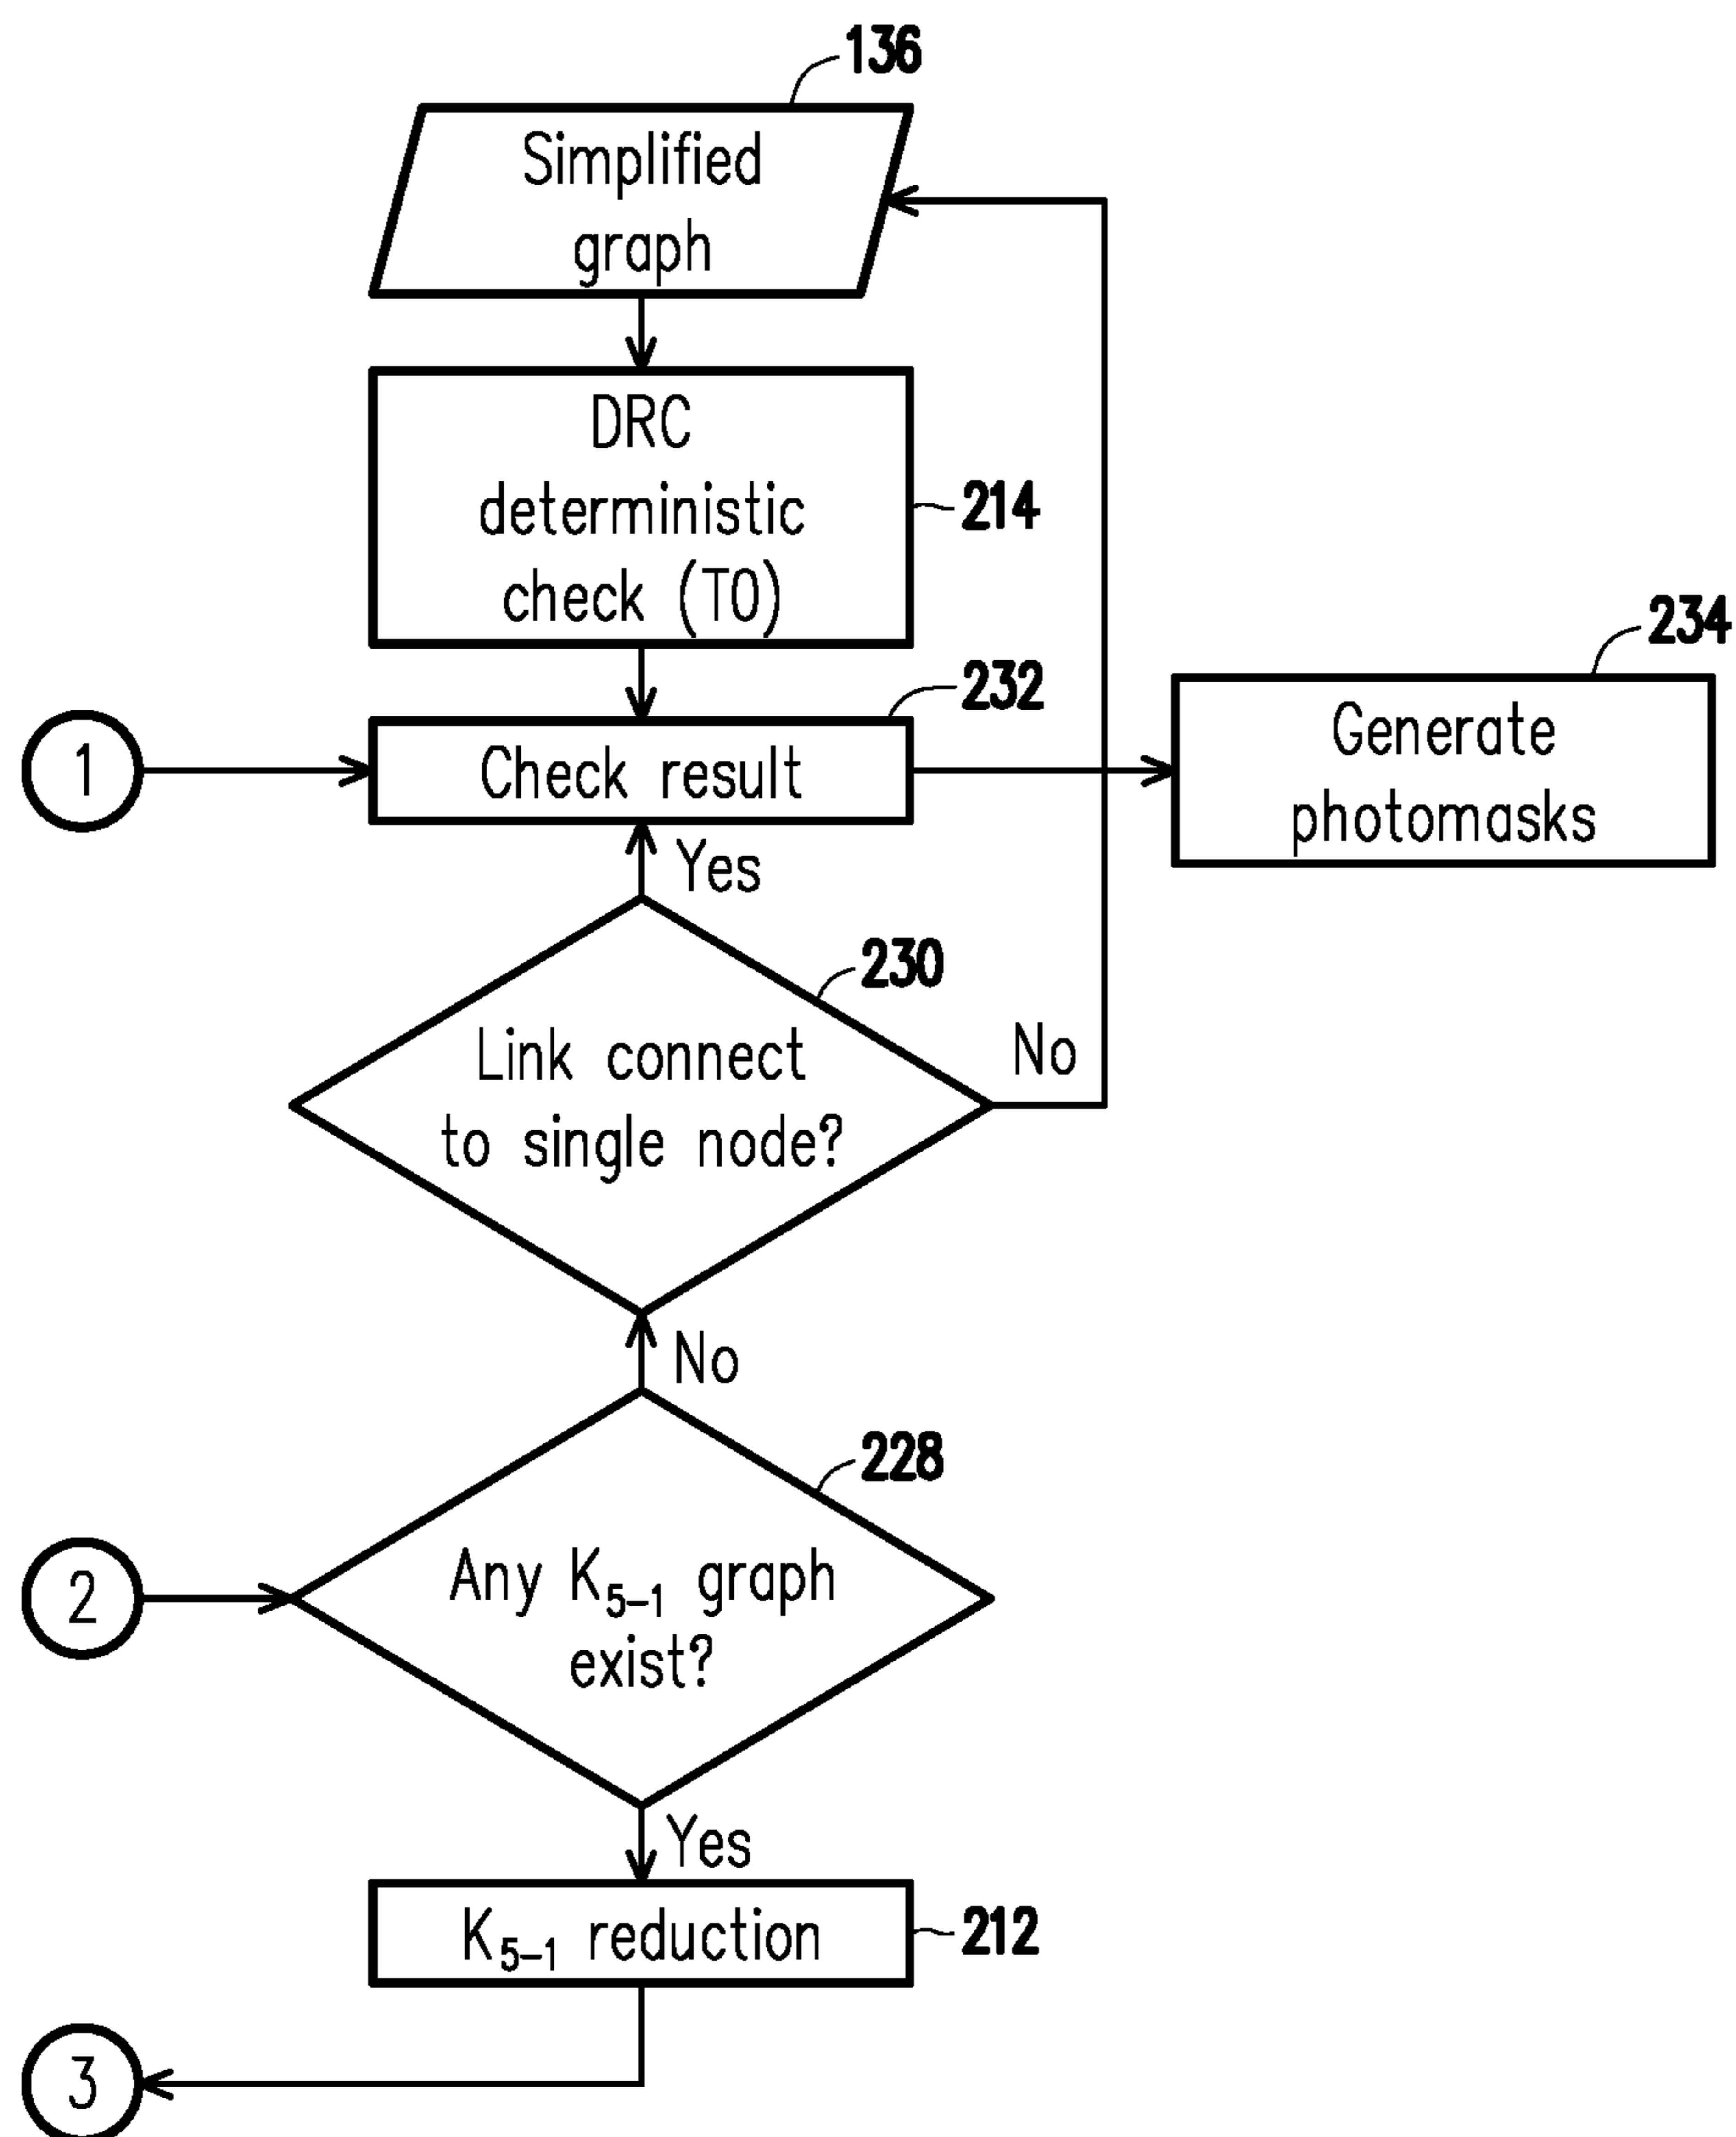 136
Simplified
graph
DRC
deterministic
check (T0)
214
232
234
1
Check result
Generate
photomasks
Yes
230
Link connect
to single node?
No
No
228
2
Any K5-1 graph
exist?
Yes
K5-1 reduction
212
3